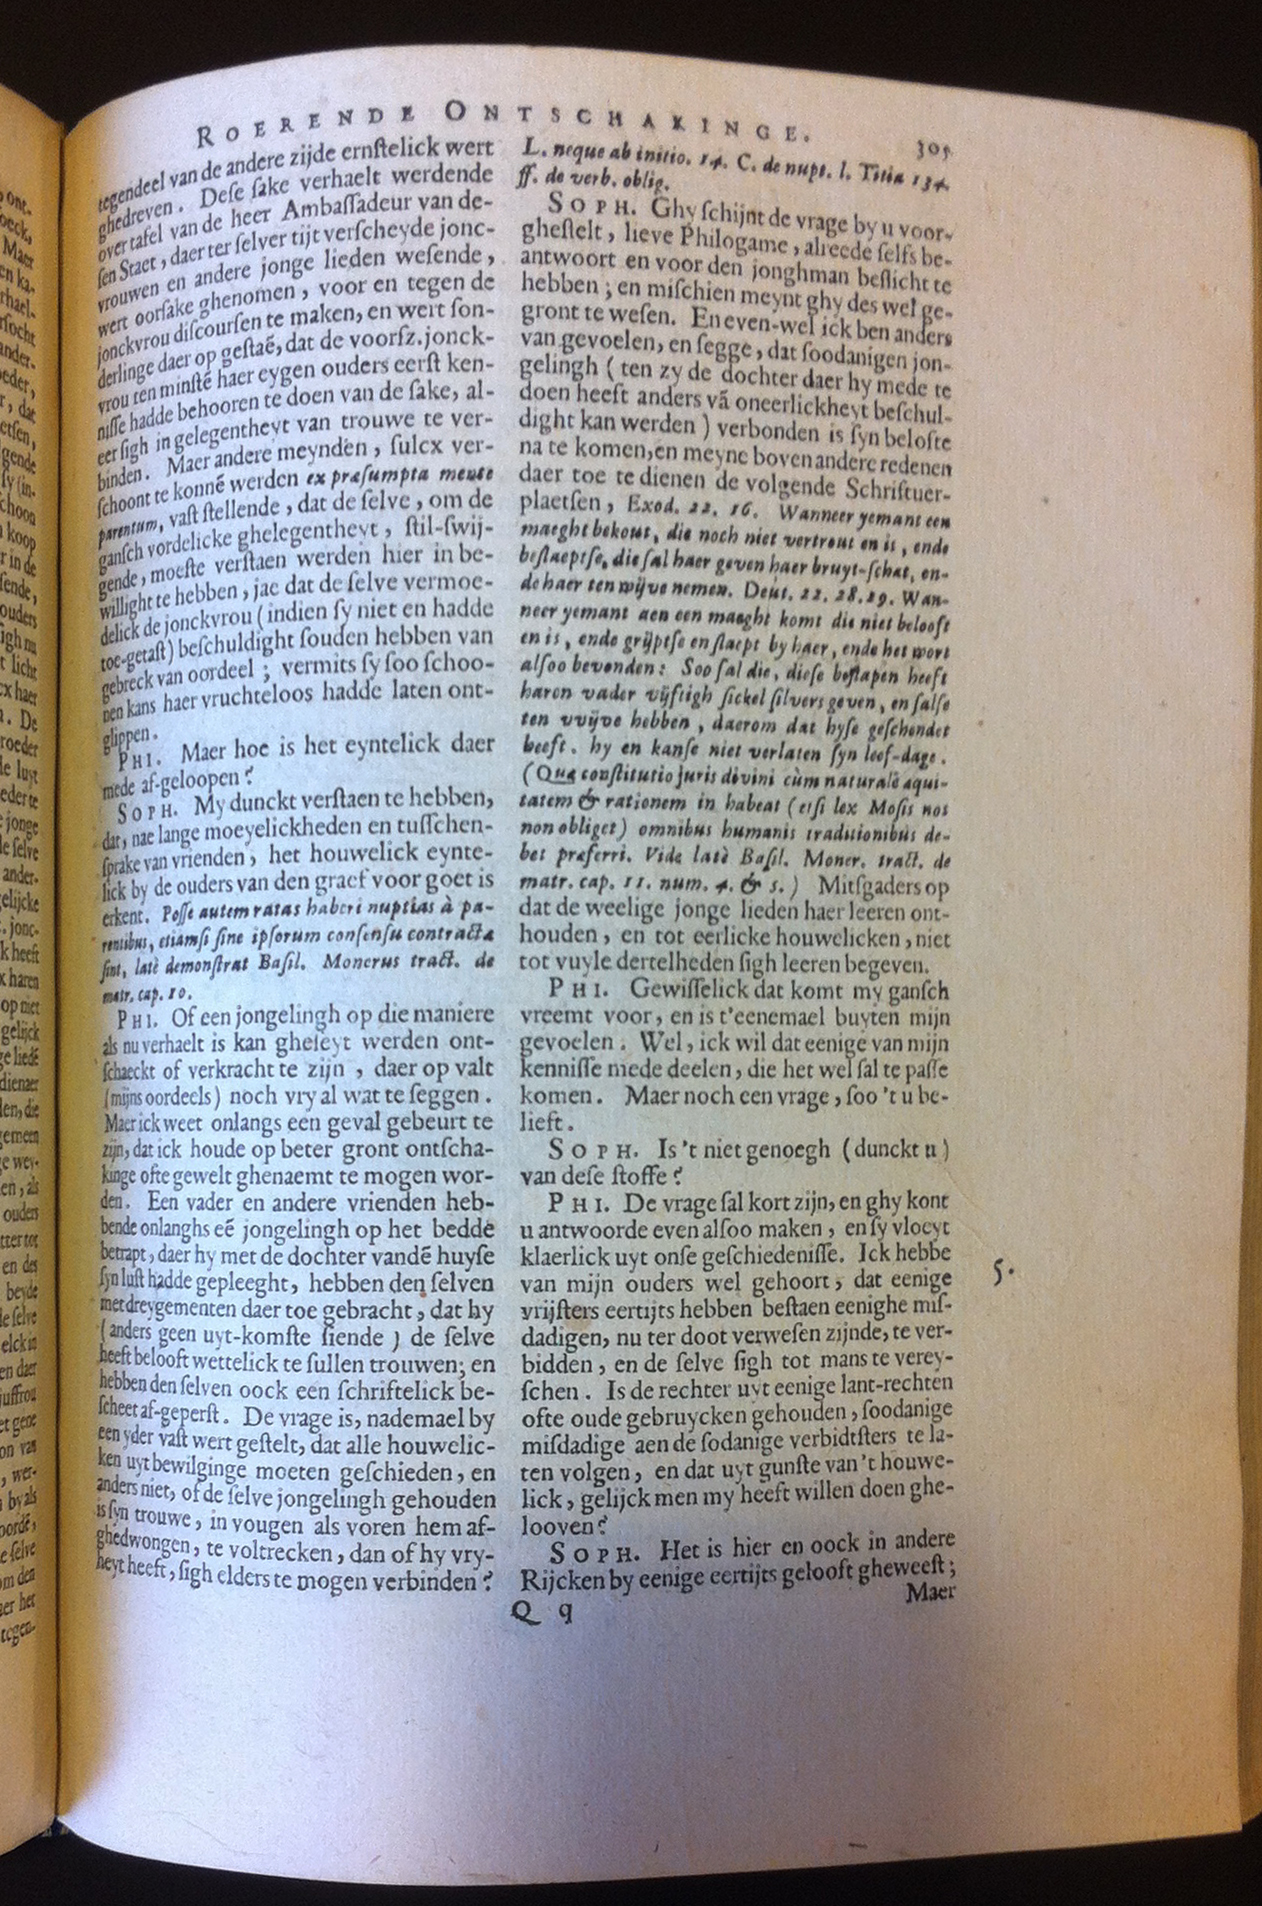 ROERENDE ONTSCHAKINGE. 305
tegendeel van de andere zijde ernſtelick wert
ghedreven. Deſe ſake verhaelt werdende
over tafel van de heer Ambaſſadeur van de-
ſen Staet, daer ter ſelver tijt verſcheyde jonc-
vrouwen en andere jonge lieden weſende,
wert oorſake ghenomen, voor en tegen de
jonckvrou diſcourſen te maken, en wert ſon-
derlinge daer op geſtaẽ, dat de voorſz. jonck-
vrou ten minſtẽ haer eygen ouders eerſt ken-
niſſe hadde behooren te doen van de ſake, al-
eer ſigh in gelegentheyt van trouwe te ver-
binden. Maer andere meynden, ſulcx ver-
ſchoont te konnẽ werden ex præſumpta mente
parentum, vaſt ſtellende, dat de ſelve, om de
ganſch vordelicke ghelegentheyt, ſtil-ſwij-
gende, moeſte verſtaen werden hier in be-
willight te hebben, jae dat de ſelve vermoe-
delick de jonckvrou (indien ſy niet en hadde
toe-getaſt) beſchuldight ſouden hebben van
gebreck van oordeel; vermits ſy ſoo ſchoo-
nen kans haer vruchteloos hadde laten ont-
glippen.
PHI. Maer hoe is het eyntelick daer
mede af-geloopen?
SOPH. My dunckt verſtaen te hebben,
dat, nae lange moeyelickheden en tuſſchen-
ſprake van vrienden, het houwelick eynte-
lick by de ouders van den graef voor goet is
erkent. Poſſe autem ratas haberi nuptias à pa-
rentibus, etiamſi ſine ipſorum conſenſu contracta
ſint, latè demonſtrat Baſil. Monerus tract. de
matr. cap. 10.
PHI. Of een jongelingh op die maniere
als nu verhaelt is kan gheſeyt werden ont-
ſchaeckt of verkracht te zijn, daer op valt
(mijns oordeels) noch vry al wat te ſeggen.
Maer ick weet onlangs een geval gebeurt te
zijn, dat ick houde op beter gront ontſcha-
kinge ofte gewelt ghenaemt te mogen wor-
den. Een vader en andere vrienden heb-
bende onlanghs eẽ jongelingh op het bedde
betrapt, daer hy met de dochter vandẽ huyſe
ſyn luſt hadde gepleeght, hebben den ſelven
met dreygementen daer toe gebracht, dat hy
(anders geen uyt-komſte ſiende) de ſelve
heeft belooft wettelick te ſullen trouwen; en
hebben den ſelven oock een ſchriftelick be-
ſcheet af-geperſt. De vrage is, nademael by
een yder vaſt wert geſtelt, dat alle houwelic-
ken uyt bewilginge moeten geſchieden, en
anders niet, of de ſelve jongelingh gehouden
is ſyn trouwe, in vougen als voren hem af-
ghedwongen, te voltrecken, dan of hy vry-
heyt heeft, ſigh elders te mogen verbinden?
L. neque ab initio. 14. C. de nupt. l. Titia 134.
ff. de verb. oblig.
SOPH. Ghy ſchijnt de vrage by u voor-
gheſtelt, lieve Philogame, alreede ſelfs be-
antwoort en voor den jonghman beſlicht te
hebben; en miſchien meynt ghy des wel ge-
gront te weſen. En even-wel ick ben anders
van gevoelen, en ſegge, dat ſoodanigen jon-
gelingh (ten zy de dochter daer hy mede te
doen heeft anders vã oneerlickheyt beſchul-
dight kan werden) verbonden is ſyn beloſte
na te komen, en meyne boven andere redenen
daer toe te dienen de volgende Schriftuer-
plaetſen, Exod. 22. 16. Wanneer yemant een
maeght bekout, die noch niet vertrout en is, ende
beſlaeptſe, die ſal haer geven haer bruyt-ſchat, en-
de haer ten wijve nemen. Deut. 22. 28. 29. Wan-
neer yemant aen een maeght komt die niet belooft
en is, ende grijptſe en ſlaept by haer, ende het wort
alſoo bevonden: Soo ſal die, dieſe beſlapen heeft
haren vader vijftigh ſickel ſilvers geven, en ſalſe
ten vvijve hebben, daerom dat hyſe geſchendet
heeft. hy en kanſe niet verlaten ſyn leef-dage.
(Quæ conſtitutio juris divini cùm naturalẽ æqui-
tatem & rationem in habeat (etſi lex Moſis nos
non obliget) omnibus humanis traditionibus de-
bet præferri. Vide latè Baſil. Moner. tract. de
matr. cap. 11. num. 4. & 5.) Mitſgaders op
dat de weelige jonge lieden haer leeren ont-
houden, en tot eerlicke houwelicken, niet
tot vuyle dertelheden ſigh leeren begeven.
PHI. Gewiſſelick dat komt my ganſch
vreemt voor, en is t'eenemael buyten mijn
gevoelen. Wel, ick wil dat eenige van mijn
kenniſſe mede deelen, die het wel ſal te paſſe
komen. Maer noch een vrage, ſoo 't u be-
lieft.
SOPH. Is 't niet genoegh (dunckt u)
van deſe ſtoffe?
PHI. De vrage ſal kort zijn, en ghy kont
u antwoorde even alſoo maken, en ſy vloeyt
klaerlick uyt onſe geſchiedeniſſe. Ick hebbe
van mijn ouders wel gehoort, dat eenige
vrijſters eertijts hebben beſtaen eenighe miſ-
dadigen, nu ter doot verweſen zijnde, te ver-
bidden, en de ſelve ſigh tot mans te verey-
ſchen. Is de rechter uyt eenige lant-rechten
ofte oude gebruycken gehouden, ſoodanige
miſdadige aen de ſodanige verbidtſters te la-
ten volgen, en dat uyt gunſte van 't houwe-
lick, gelijck men my heeft willen doen ghe-
looven?
SOPH. Het is hier en oock in andere
Rijcken by eenige eertijts gelooft gheweeſt;
5.
Qq Maer